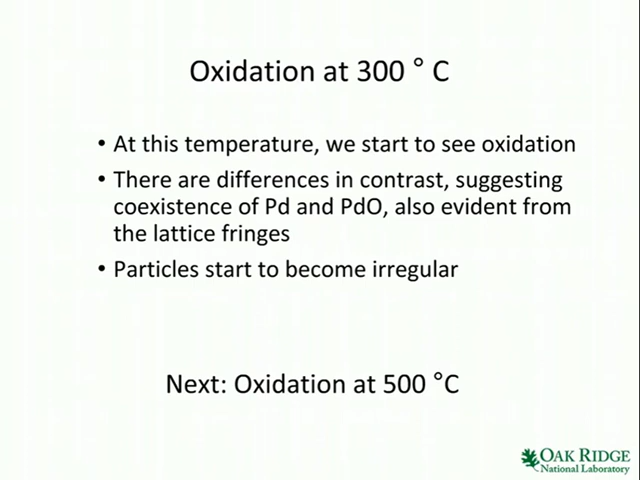 Oxidation at 300 ° C
• At this temperature, we start to see oxidation
• There are differences in contrast, suggesting
coexistence of Pd and PdO, also evident from
the lattice fringes
• Particles start to become irregular
Next: Oxidation at 500 °C
OAK RIDGE
National Laboratory